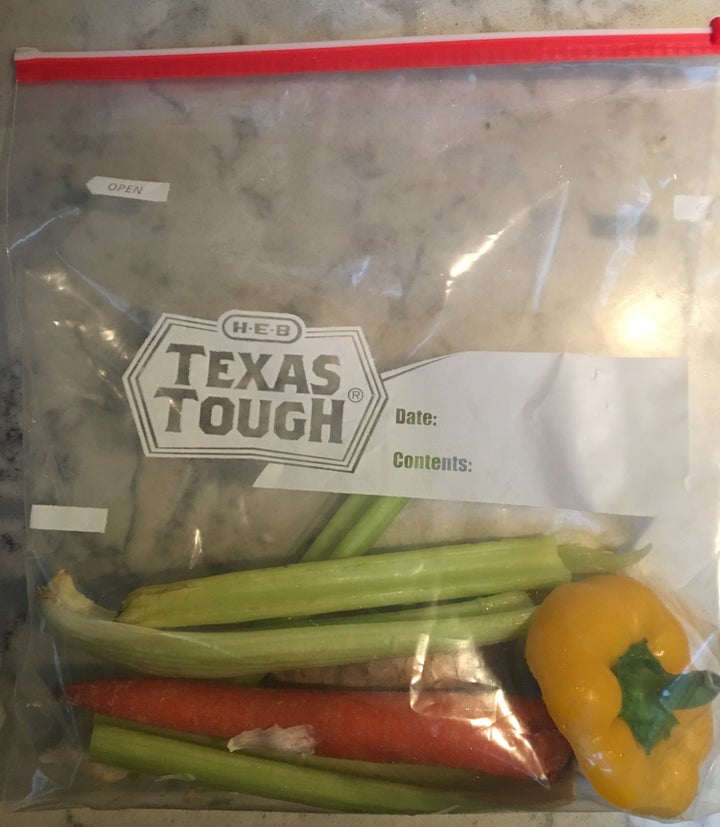 OPEN
H-E-B
TEXAS
TOUGH®
Date:
Contents: